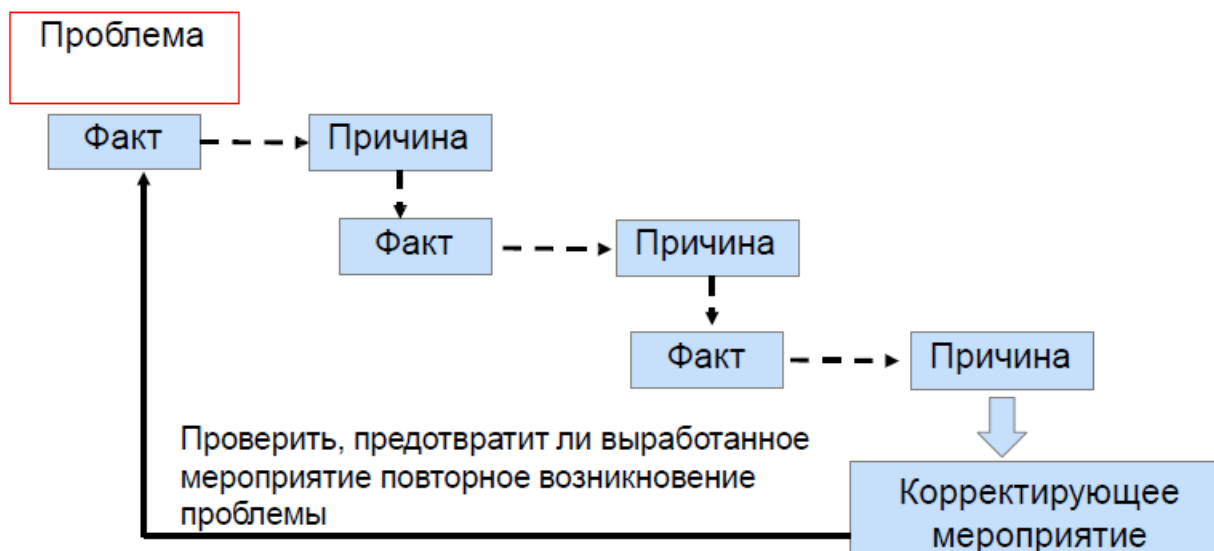 Проблема
Факт
Причина
Факт
Причина
Факт
Причина
Проверить, предотвратит ли выработанное
мероприятие повторное возникновение
проблемы
Корректирующее
мероприятие